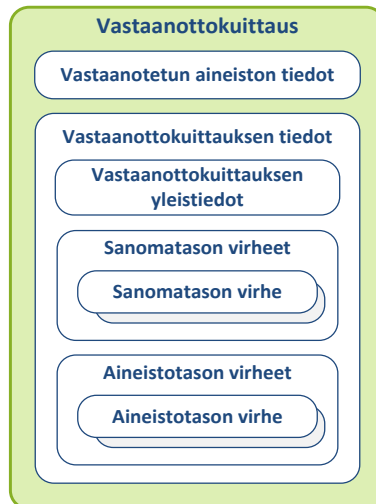 Vastaanottokuittaus
Vastaanotetun aineiston tiedot
Vastaanottokuittauksen tiedot
Vastaanottokuittauksen
yleistiedot
Sanomatason virheet
Sanomatason virhe
Aineistotason virheet
Aineistotason virhe